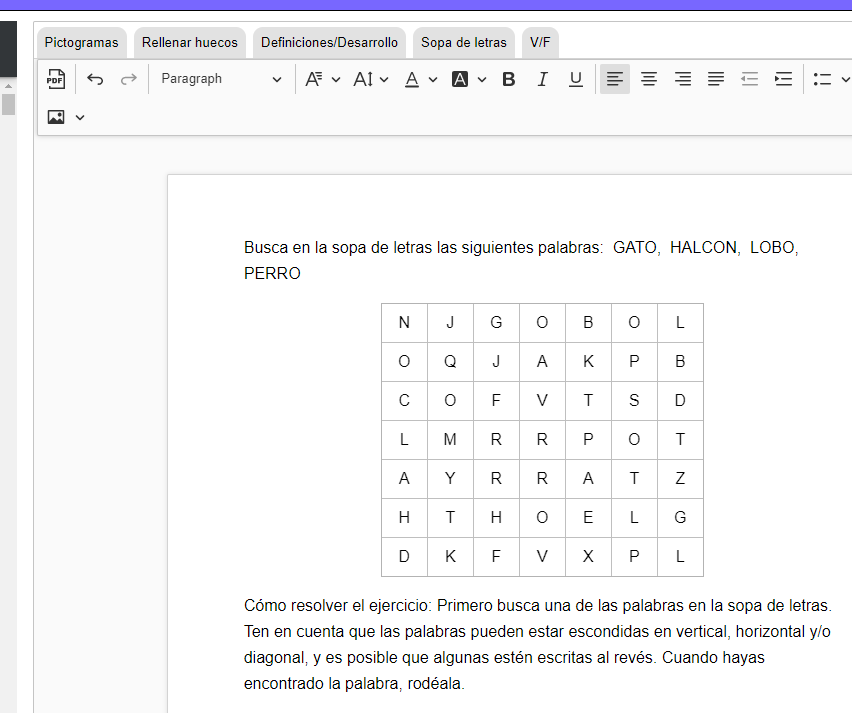 Pictogramas Rellenar huecos Definiciones/Desarrollo Sopa de letras V/F
PDF Paragraph A A A A B I U
Busca en la sopa de letras las siguientes palabras: GATO, HALCON, LOBO,
PERRO
N J G O B O L
O Q J A K P B
C O F V T S D
L M R R P O T
A Y R R A T Z
H T H O E L G
D K F V X P L
Cómo resolver el ejercicio: Primero busca una de las palabras en la sopa de letras.
Ten en cuenta que las palabras pueden estar escondidas en vertical, horizontal y/o
diagonal, y es posible que algunas estén escritas al revés. Cuando hayas
encontrado la palabra, rodéala.